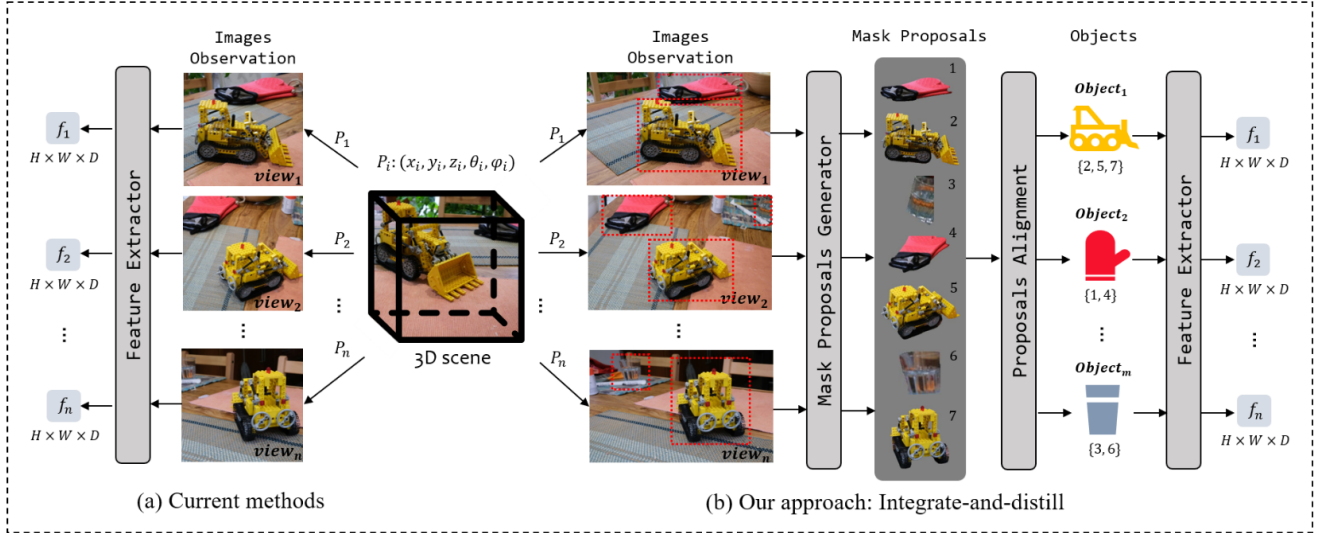 Images
Observation
Feature Extractor
f₁
H × W × D
f₂
H × W × D
⋮
fₙ
H × W × D
view₁
view₂
⋮
viewₙ
P₁
P₂
⋮
Pₙ
Pᵢ: (xᵢ, yᵢ, zᵢ, θᵢ, φᵢ)
3D scene
(a) Current methods
P₁
P₂
⋮
Pₙ
Images
Observation
view₁
view₂
⋮
viewₙ
Mask Proposals Generator
Mask Proposals
1
2
3
4
5
6
7
Proposals Alignment
Objects
Object₁
{2, 5, 7}
Object₂
{1, 4}
⋮
Objectₘ
{3, 6}
Feature Extractor
f₁
H × W × D
f₂
H × W × D
⋮
fₙ
H × W × D
(b) Our approach: Integrate-and-distill